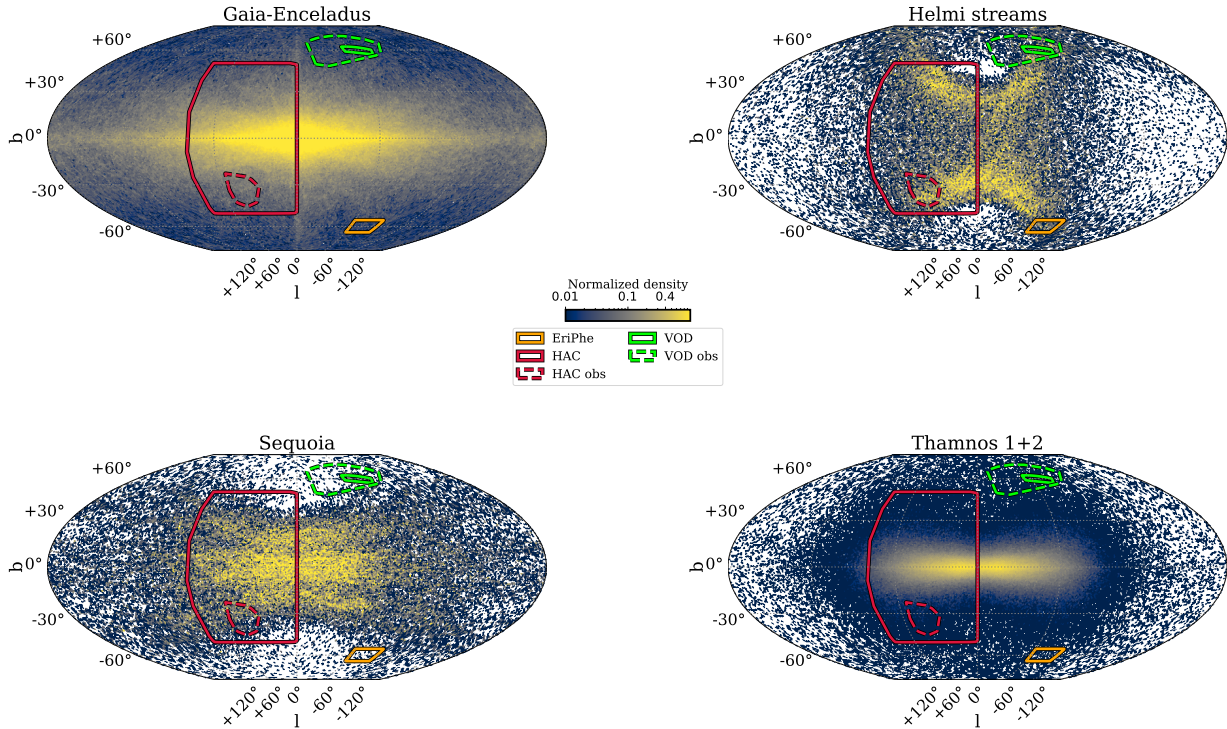 Gaia-Enceladus
+60°
+30°
0°
-30°
-60°
b
+120°
+60°
0°
-60°
-120°
l
Helmi streams
+60°
+30°
0°
-30°
-60°
b
+120°
+60°
0°
-60°
-120°
l
Normalized density
0.01 0.1 0.4
EriPhe VOD
HAC VOD obs
HAC obs
Sequoia
+60°
+30°
0°
-30°
-60°
b
+120°
+60°
0°
-60°
-120°
l
Thamnos 1+2
+60°
+30°
0°
-30°
-60°
b
+120°
+60°
0°
-60°
-120°
l